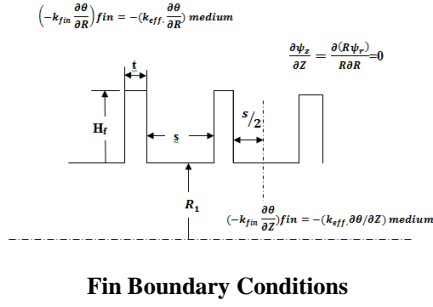 (−k_fin ∂θ/∂R) fin = −(k_eff. ∂θ/∂R) medium
∂ψ_z/∂Z = ∂(Rψ_r)/R∂R =0
t
H_f
s
s/2
R_1
(−k_fin ∂θ/∂Z)fin = −(k_eff. ∂θ/∂Z) medium
Fin Boundary Conditions